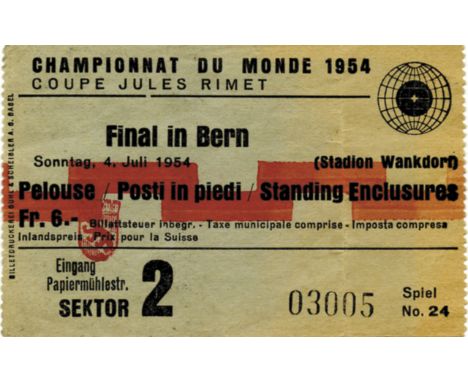 CHAMPIONNAT DU MONDE 1954
COUPE JULES RIMET
Final in Bern
Sonntag, 4. Juli 1954 (Stadion Wankdorf)
Pelouse / Posti in piedi / Standing Enclosures
Fr. 6.- Billettsteuer inbegr. - Taxe municipale comprise - Imposta compresa
Inlandspreis - Prix pour la Suisse
Eingang
Papiermühlestr.
SEKTOR 2
03005
Spiel
No. 24